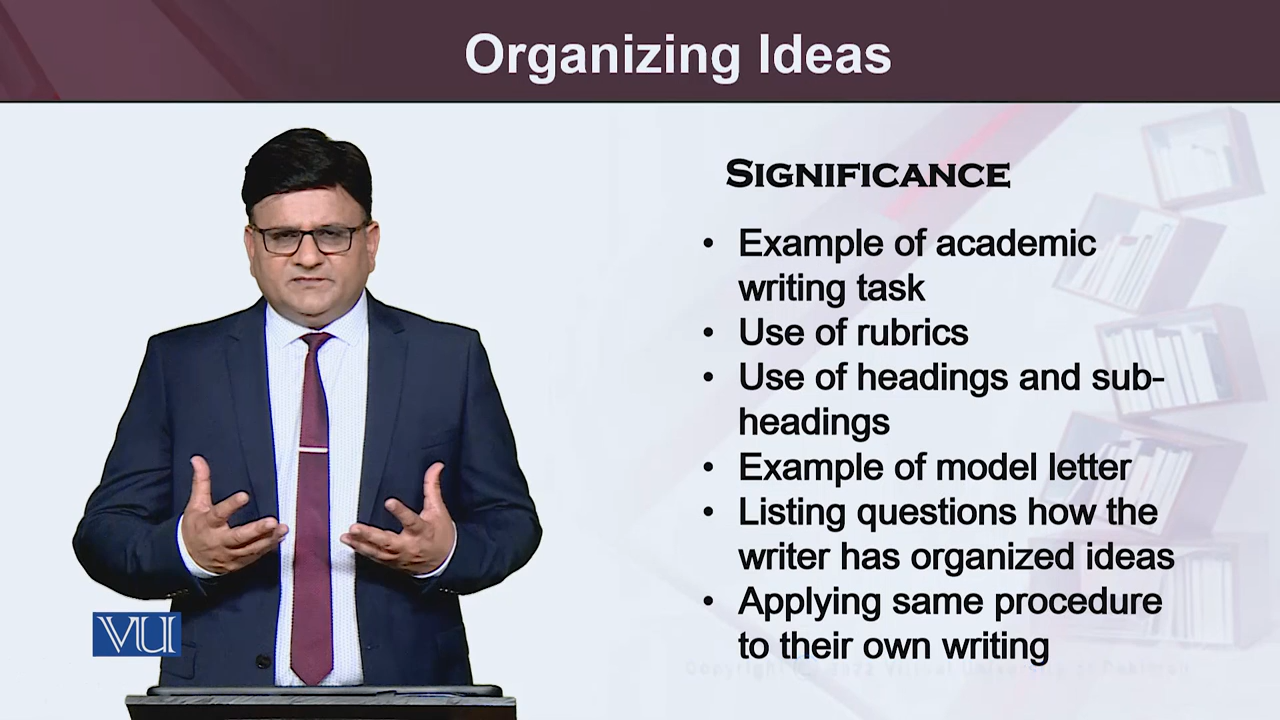 Organizing Ideas
SIGNIFICANCE
• Example of academic
writing task
• Use of rubrics
• Use of headings and sub-
headings
• Example of model letter
• Listing questions how the
writer has organized ideas
• Applying same procedure
to their own writing
VU